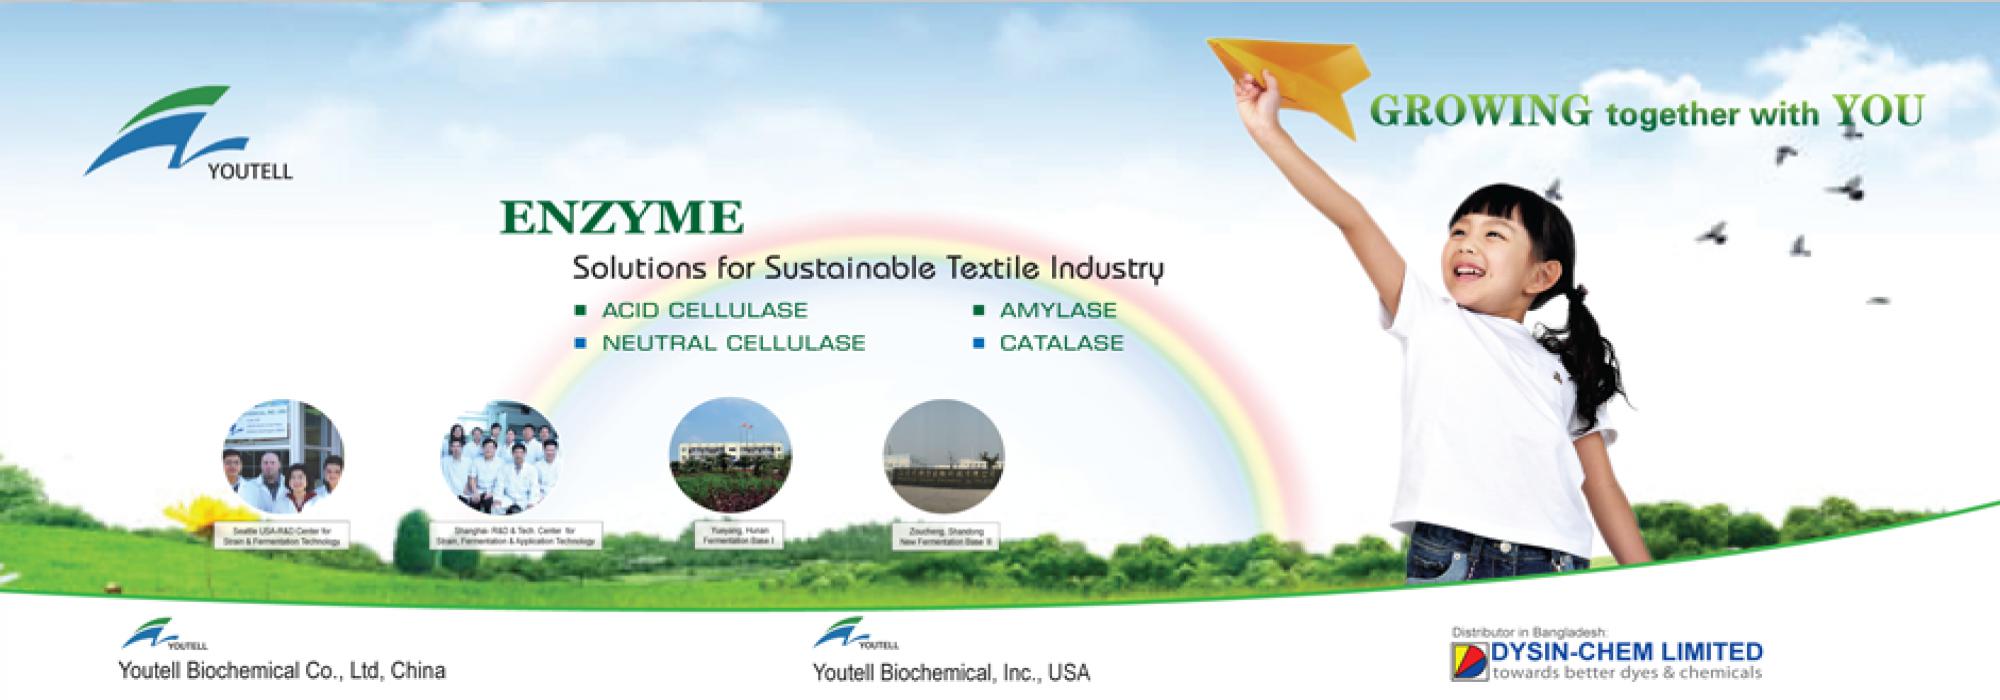 YOUTELL
GROWING together with YOU
ENZYME
Solutions for Sustainable Textile Industry
ACID CELLULASE
AMYLASE
NEUTRAL CELLULASE
CATALASE
Seattle USA-R&D Center for
Strain & Fermentation Technology
Shanghai R&D & Tech. Center for
Strain, Fermentation & Application Technology
Yueyang, Hunan
Fermentation Base I
Zoucheng, Shandong
New Fermentation Base II
YOUTELL
Youtell Biochemical Co., Ltd, China
YOUTELL
Youtell Biochemical, Inc., USA
Distributor in Bangladesh:
DYSIN-CHEM LIMITED
towards better dyes & chemicals